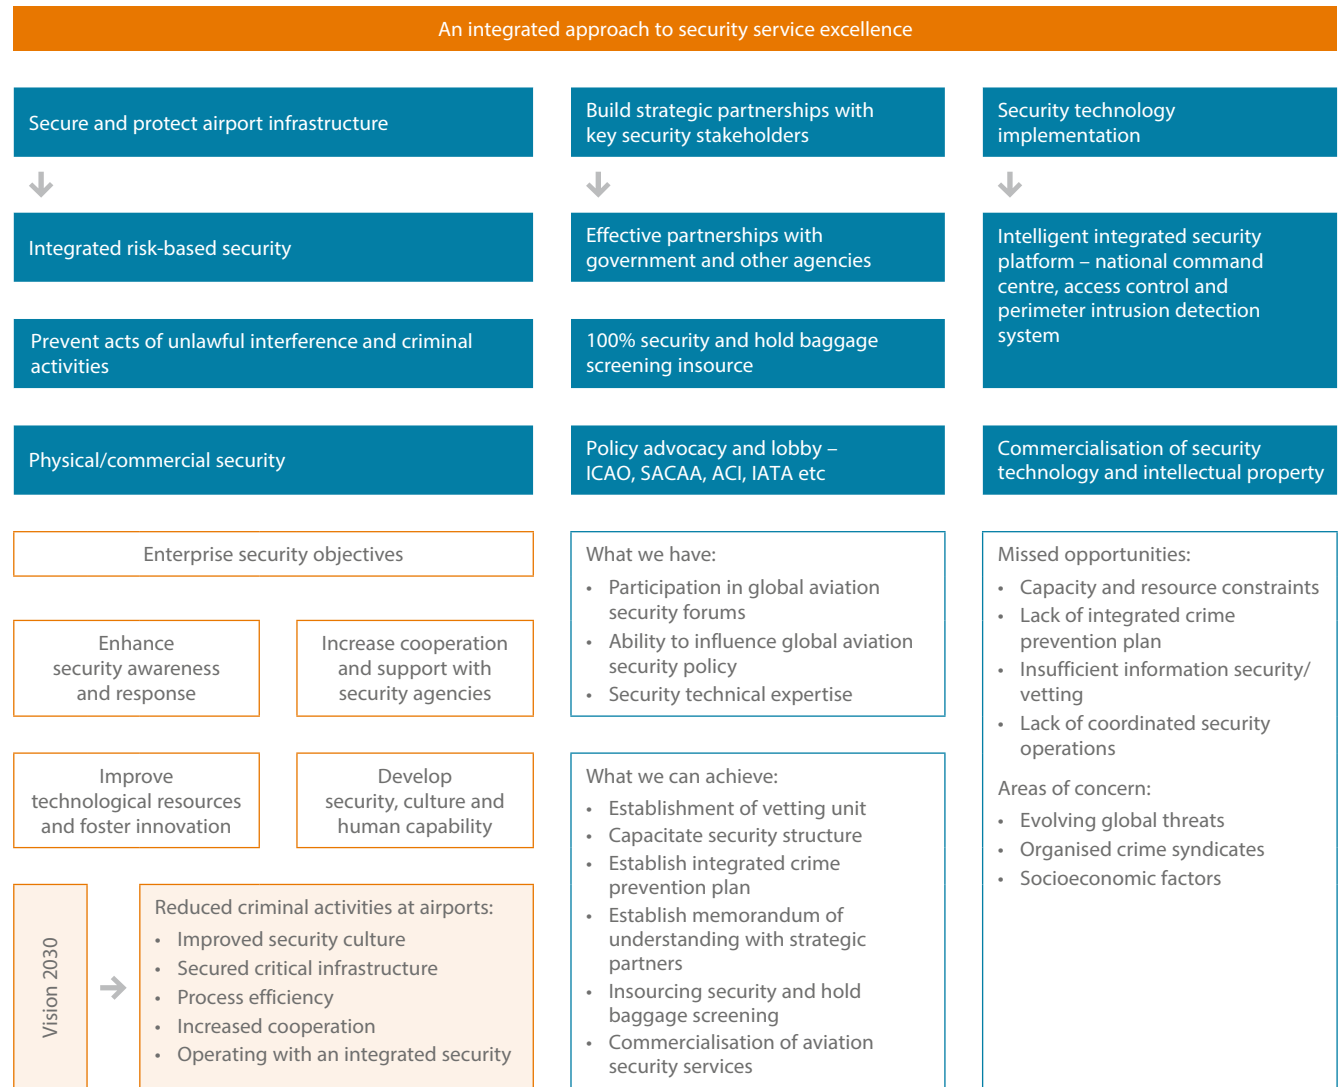 An integrated approach to security service excellence
Secure and protect airport infrastructure
Integrated risk-based security
Prevent acts of unlawful interference and criminal
activities
Physical/commercial security
Build strategic partnerships with
key security stakeholders
Effective partnerships with
government and other agencies
100% security and hold baggage
screening insource
Policy advocacy and lobby –
ICAO, SACAA, ACI, IATA etc
Security technology
implementation
Intelligent integrated security
platform – national command
centre, access control and
perimeter intrusion detection
system
Commercialisation of security
technology and intellectual property
Enterprise security objectives
Enhance
security awareness
and response
Increase cooperation
and support with
security agencies
Improve
technological resources
and foster innovation
Develop
security, culture and
human capability
Vision 2030
Reduced criminal activities at airports:
• Improved security culture
• Secured critical infrastructure
• Process efficiency
• Increased cooperation
• Operating with an integrated security
What we have:
• Participation in global aviation
security forums
• Ability to influence global aviation
security policy
• Security technical expertise
What we can achieve:
• Establishment of vetting unit
• Capacitate security structure
• Establish integrated crime
prevention plan
• Establish memorandum of
understanding with strategic
partners
• Insourcing security and hold
baggage screening
• Commercialisation of aviation
security services
Missed opportunities:
• Capacity and resource constraints
• Lack of integrated crime
prevention plan
• Insufficient information security/
vetting
• Lack of coordinated security
operations
Areas of concern:
• Evolving global threats
• Organised crime syndicates
• Socioeconomic factors